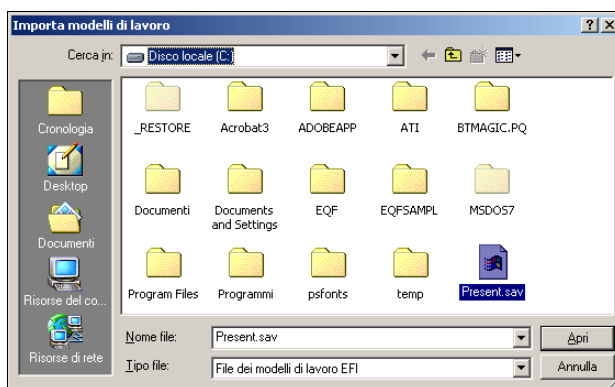 Importa modelli di lavoro
Cerca in:
Disco locale (C:)
Cronologia
Desktop
Documenti
Risorse del co...
Risorse di rete
_RESTORE
Acrobat3
ADOBEAPP
ATI
BTMAGIC.PQ
Documenti
Documents
and Settings
EQF
EQFSAMPL
MSDOS7
Program Files
Programmi
psfonts
temp
Present.sav
Nome file:
Present.sav
Apri
Tipo file:
File dei modelli di lavoro EFI
Annulla